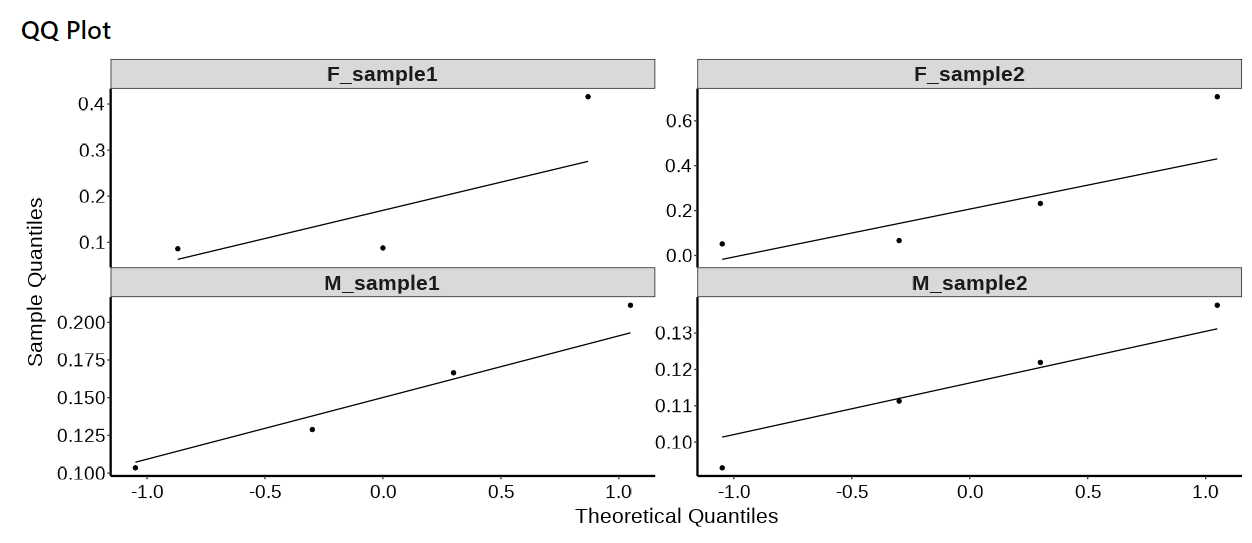 QQ Plot
F_sample1
F_sample2
0.4
0.3
0.2
0.1
0.6
0.4
0.2
0.0
M_sample1
M_sample2
0.200
0.175
0.150
0.125
0.100
0.13
0.12
0.11
0.10
-1.0 -0.5 0.0 0.5 1.0
-1.0 -0.5 0.0 0.5 1.0
Sample Quantiles
Theoretical Quantiles